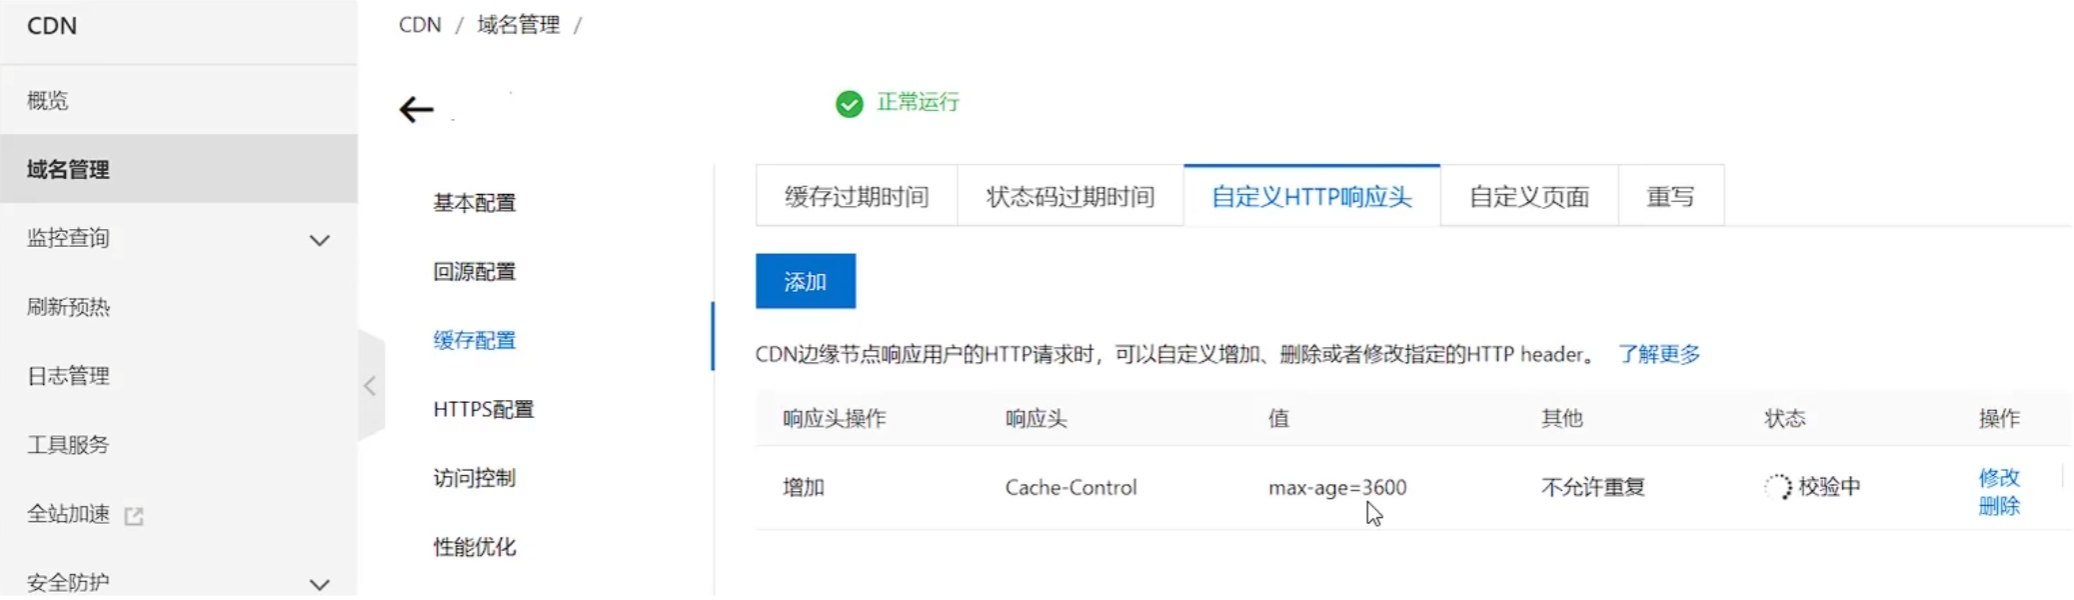 CDN
概览
域名管理
监控查询
刷新预热
日志管理
工具服务
全站加速
安全防护
CDN / 域名管理 /
正常运行
基本配置
回源配置
缓存配置
HTTPS配置
访问控制
性能优化
缓存过期时间 状态码过期时间 自定义HTTP响应头 自定义页面 重写
添加
CDN边缘节点响应用户的HTTP请求时，可以自定义增加、删除或者修改指定的HTTP header。 了解更多
响应头操作 响应头 值 其他 状态 操作
增加 Cache-Control max-age=3600 不允许重复 校验中 修改
删除